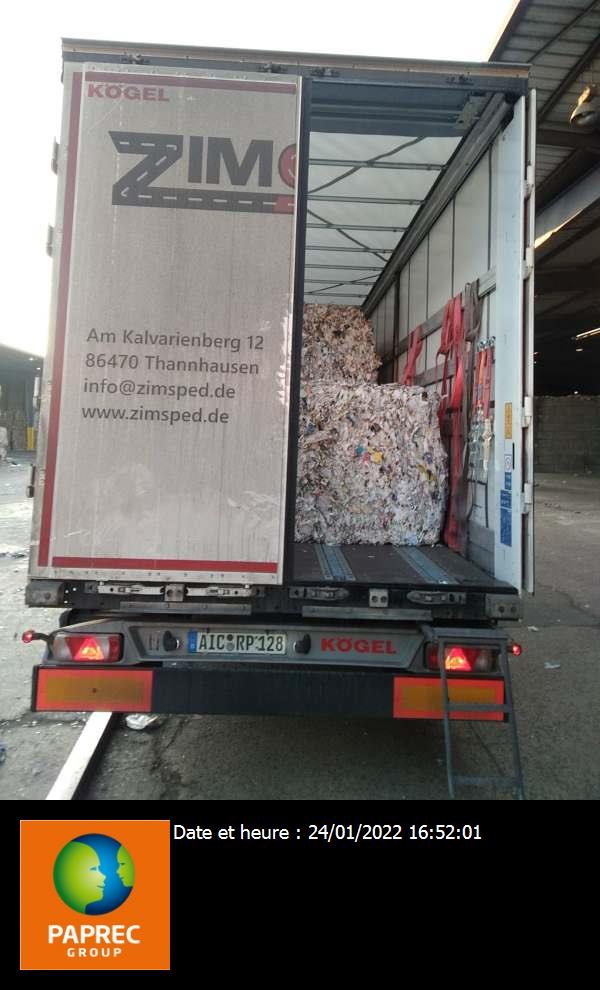 KÖGEL
ZIM
Am Kalvarienberg 12
86470 Thannhausen
info@zimsped.de
www.zimsped.de
AIC RP 128
KÖGEL
Date et heure : 24/01/2022 16:52:01
PAPREC
GROUP